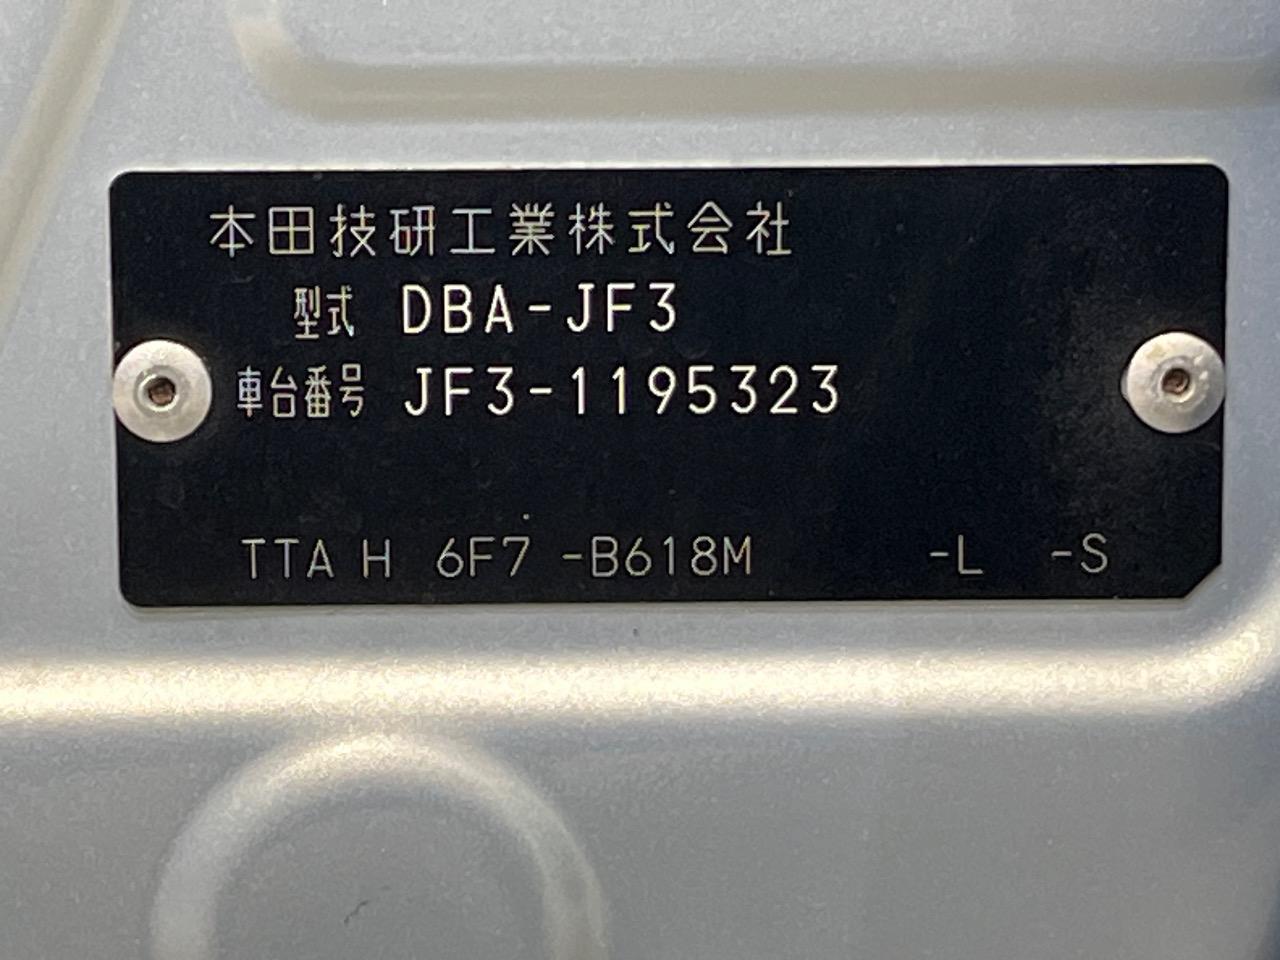 本田技研工業株式会社
型式 DBA-JF3
車台番号 JF3-1195323
TTA H 6F7 -B618M -L -S